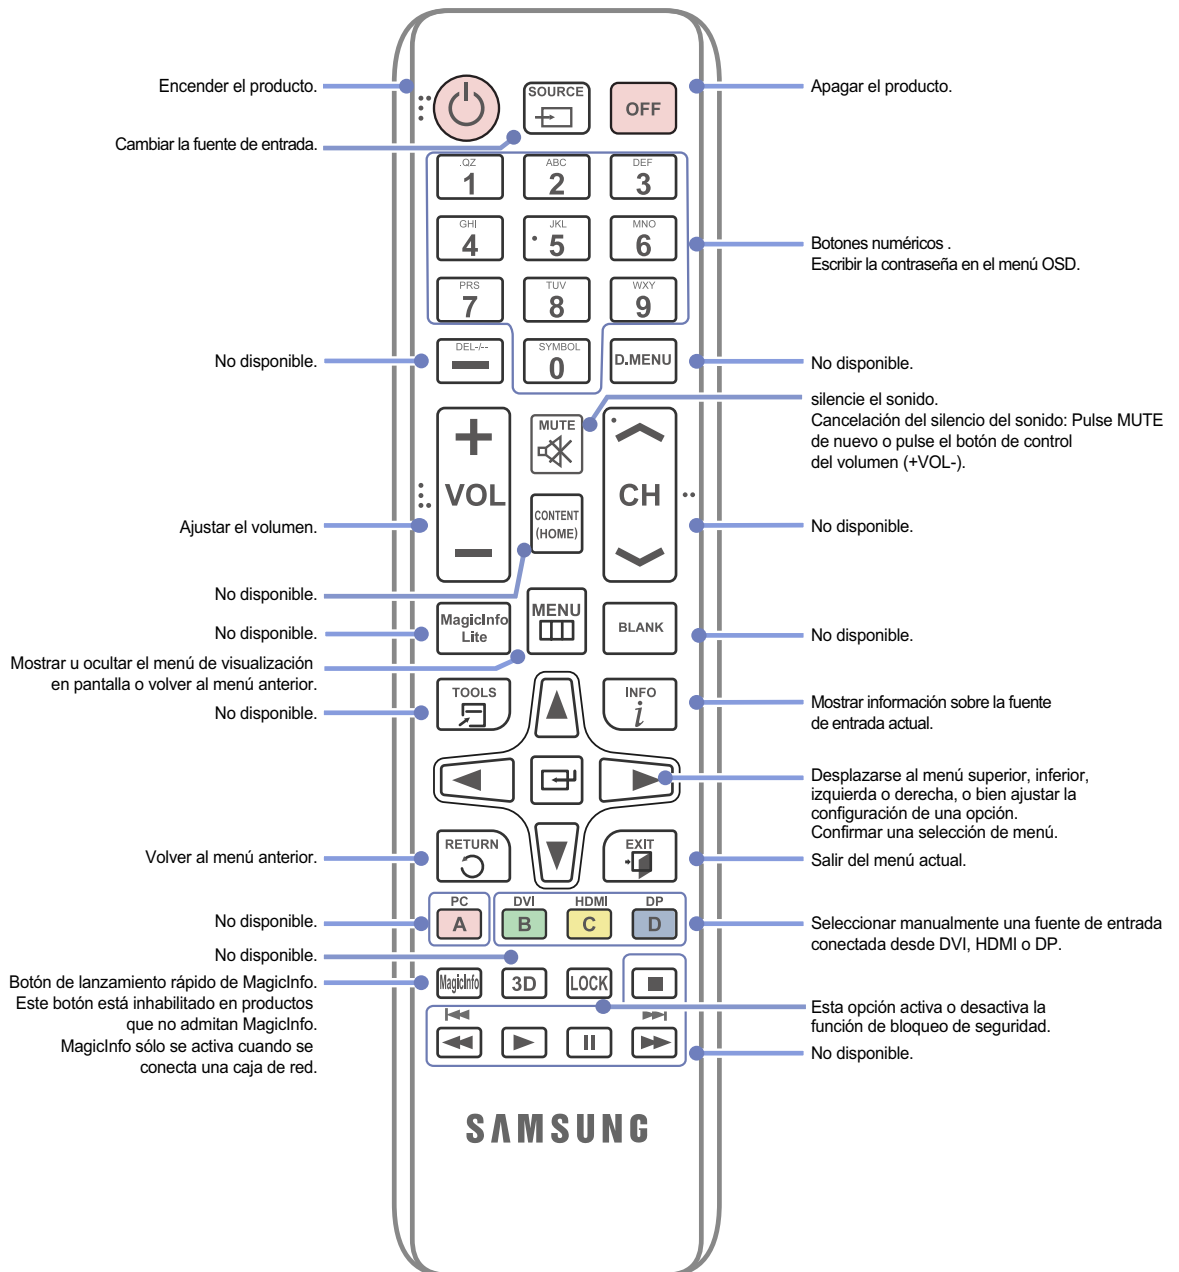 Encender el producto.
SOURCE
OFF
Apagar el producto.
Cambiar la fuente de entrada.
.QZ
1
ABC
2
DEF
3
GHI
4
JKL
5
MNO
6
Botones numéricos .
Escribir la contraseña en el menú OSD.
PRS
7
TUV
8
WXY
9
No disponible.
DEL-/--
SYMBOL
0
D.MENU
No disponible.
silencie el sonido.
Cancelación del silencio del sonido: Pulse MUTE
de nuevo o pulse el botón de control
del volumen (+VOL-).
MUTE
VOL
CH
Ajustar el volumen.
CONTENT
(HOME)
No disponible.
No disponible.
No disponible.
MagicInfo
Lite
MENU
BLANK
No disponible.
Mostrar u ocultar el menú de visualización
en pantalla o volver al menú anterior.
No disponible.
TOOLS
INFO
i
Mostrar información sobre la fuente
de entrada actual.
Desplazarse al menú superior, inferior,
izquierda o derecha, o bien ajustar la
configuración de una opción.
Confirmar una selección de menú.
Volver al menú anterior.
RETURN
EXIT
Salir del menú actual.
PC
DVI
HDMI
DP
No disponible.
A
B
C
D
Seleccionar manualmente una fuente de entrada
conectada desde DVI, HDMI o DP.
No disponible.
Botón de lanzamiento rápido de MagicInfo.
Este botón está inhabilitado en productos
que no admitan MagicInfo.
MagicInfo sólo se activa cuando se
conecta una caja de red.
MagicInfo
3D
LOCK
Esta opción activa o desactiva la
función de bloqueo de seguridad.
No disponible.
SAMSUNG